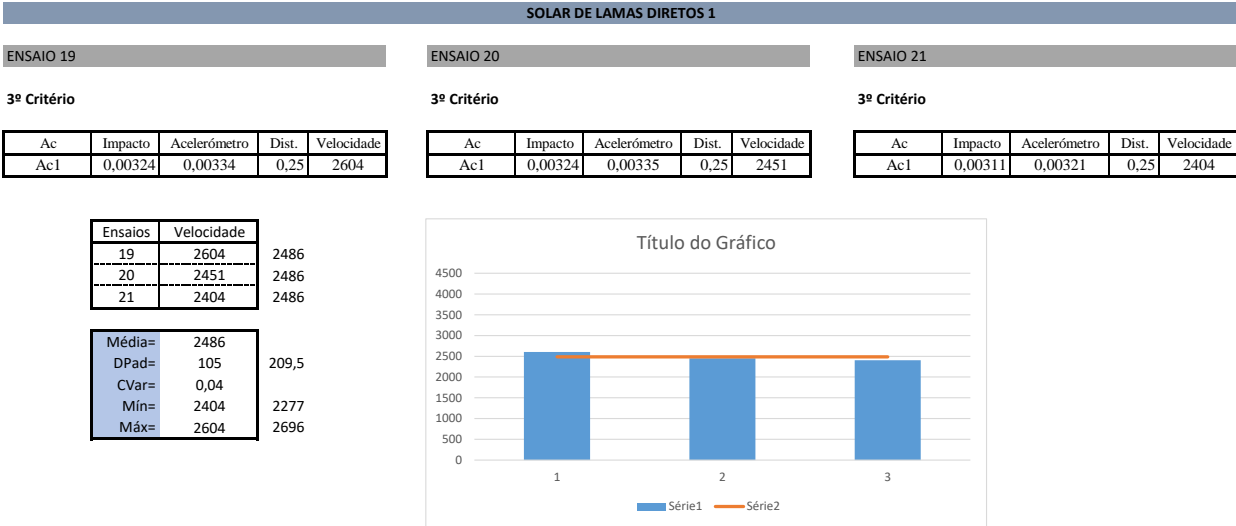 SOLAR DE LAMAS DIRETOS 1
ENSAIO 19
3º Critério
Ac Impacto Acelerómetro Dist. Velocidade
Ac1 0,00324 0,00334 0,25 2604
ENSAIO 20
3º Critério
Ac Impacto Acelerómetro Dist. Velocidade
Ac1 0,00324 0,00335 0,25 2451
ENSAIO 21
3º Critério
Ac Impacto Acelerómetro Dist. Velocidade
Ac1 0,00311 0,00321 0,25 2404
Ensaios Velocidade
19 2604 2486
20 2451 2486
21 2404 2486
Média= 2486
DPad= 105 209,5
CVar= 0,04
Mín= 2404 2277
Máx= 2604 2696
Título do Gráfico
4500
4000
3500
3000
2500
2000
1500
1000
500
0
1 2 3
Série1 Série2